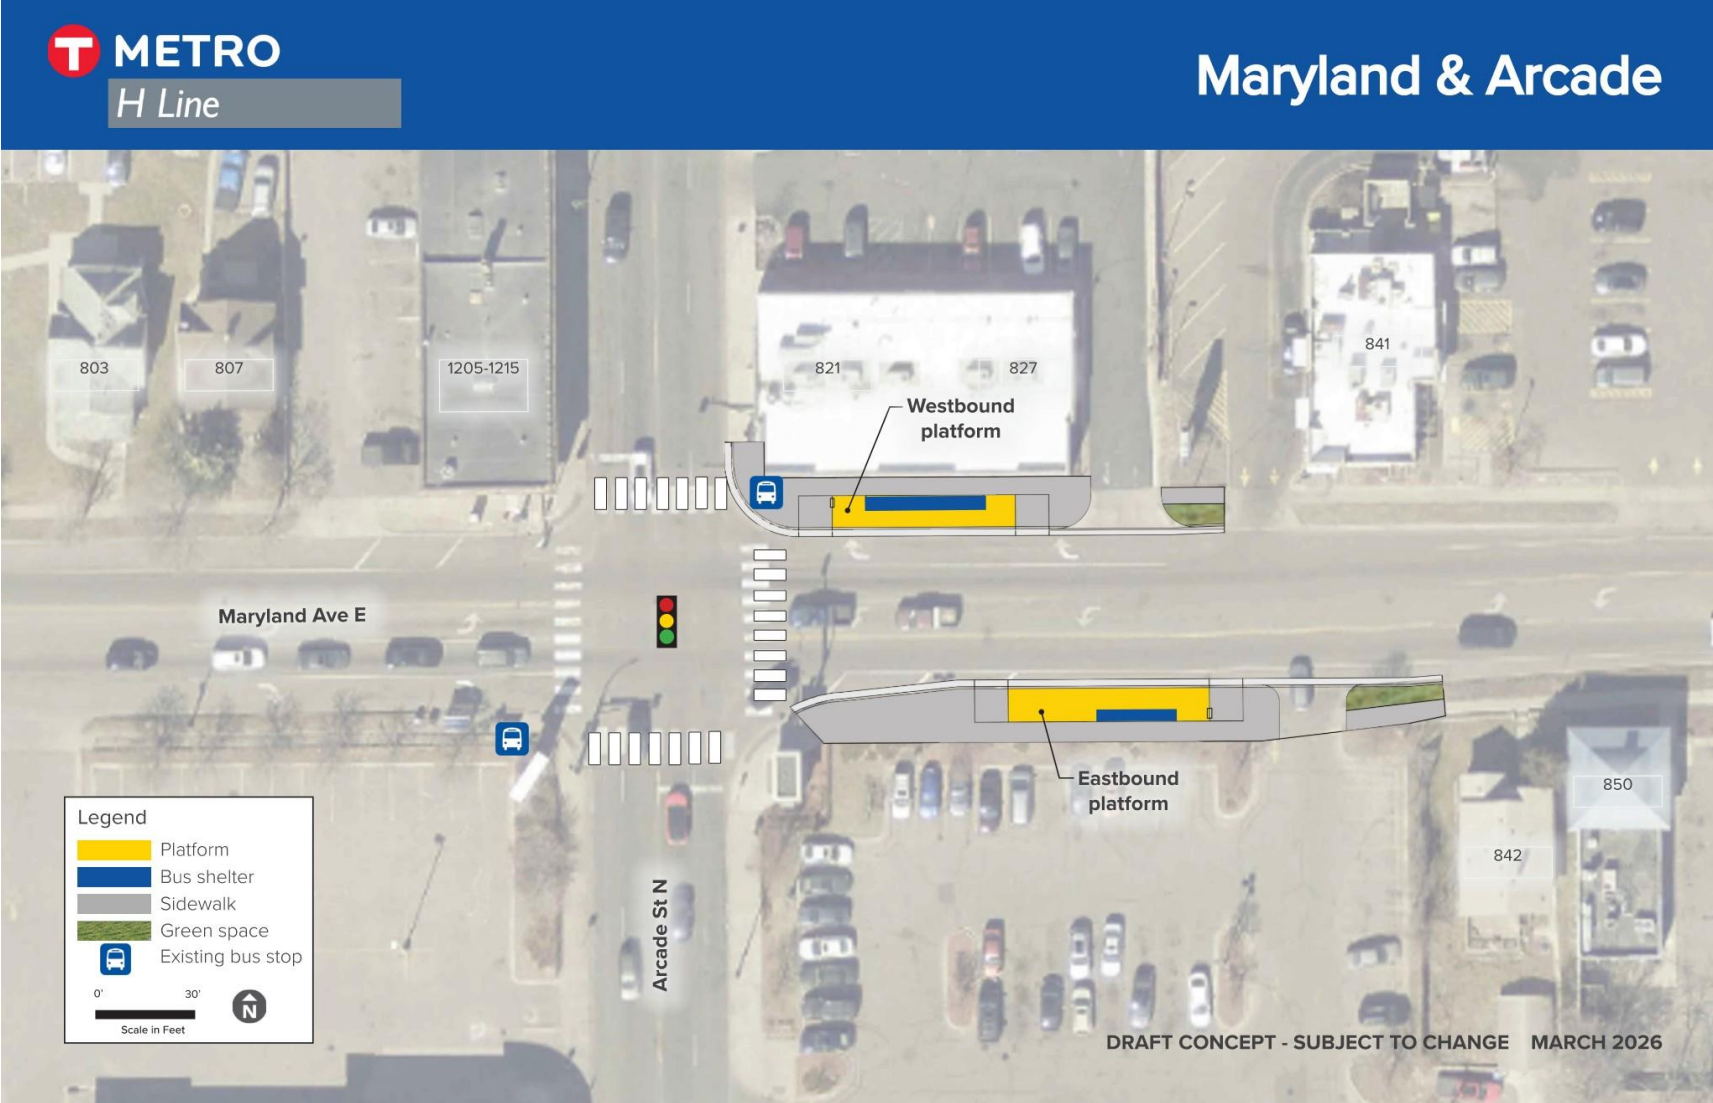 T METRO
H Line
Maryland & Arcade
803
807
1205-1215
821
827
841
Westbound
platform
Maryland Ave E
Eastbound
platform
850
842
Arcade St N
Legend
Platform
Bus shelter
Sidewalk
Green space
Existing bus stop
0'
30'
N
Scale in Feet
DRAFT CONCEPT - SUBJECT TO CHANGE MARCH 2026